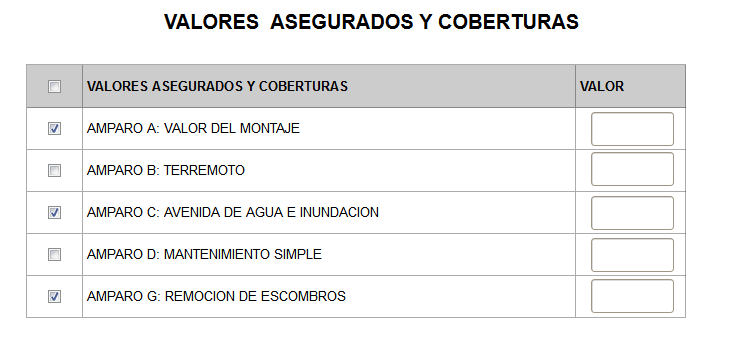 VALORES ASEGURADOS Y COBERTURAS
VALORES ASEGURADOS Y COBERTURAS VALOR
AMPARO A: VALOR DEL MONTAJE
AMPARO B: TERREMOTO
AMPARO C: AVENIDA DE AGUA E INUNDACION
AMPARO D: MANTENIMIENTO SIMPLE
AMPARO G: REMOCION DE ESCOMBROS